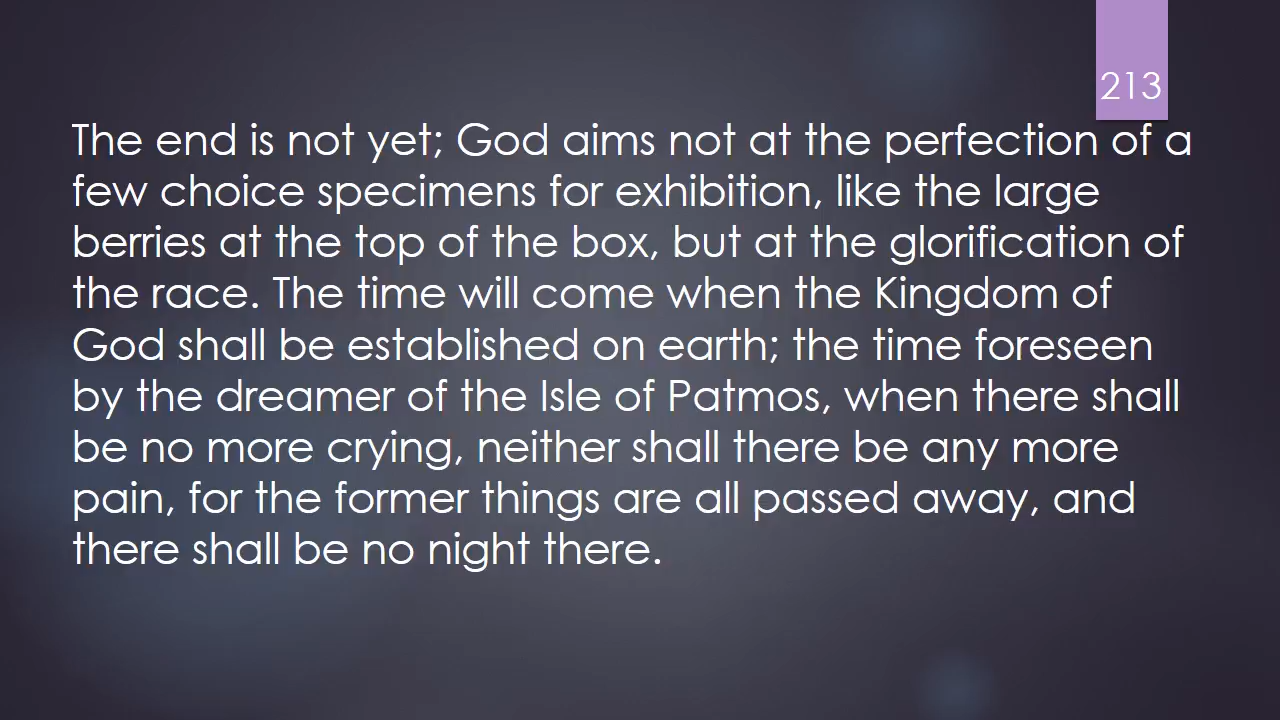 213
The end is not yet; God aims not at the perfection of a
few choice specimens for exhibition, like the large
berries at the top of the box, but at the glorification of
the race. The time will come when the Kingdom of
God shall be established on earth; the time foreseen
by the dreamer of the Isle of Patmos, when there shall
be no more crying, neither shall there be any more
pain, for the former things are all passed away, and
there shall be no night there.